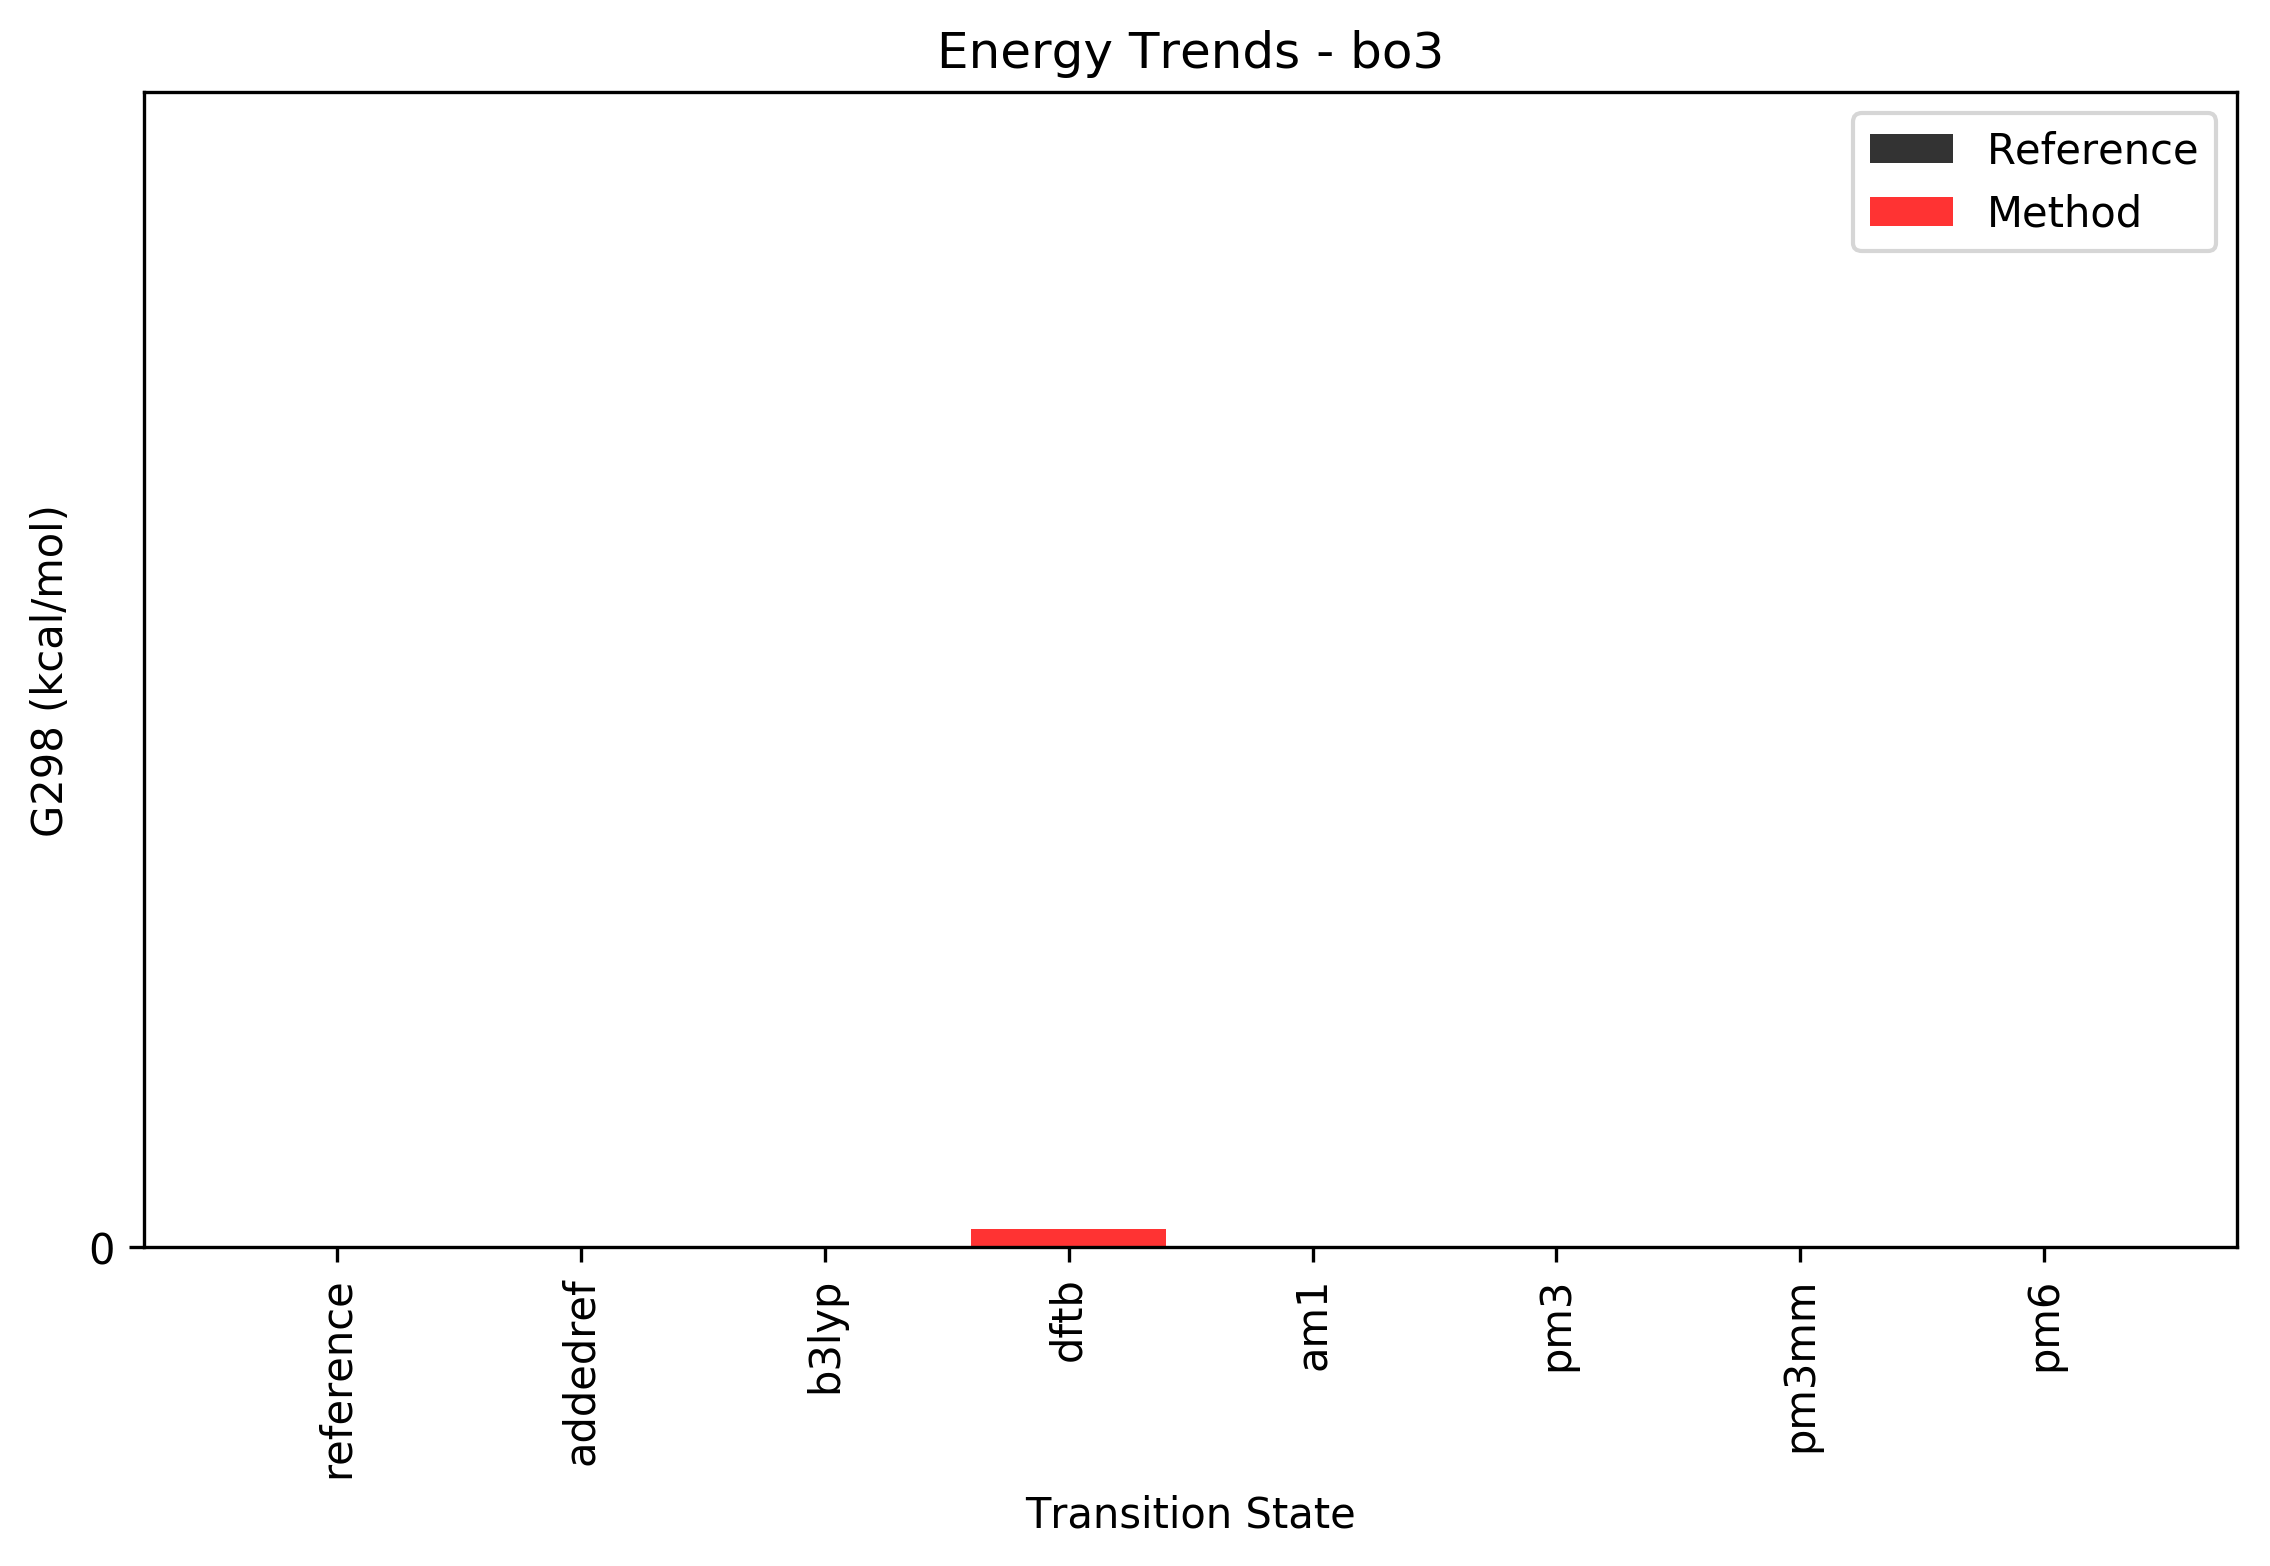 Energy Trends - bo3
Reference
Method
G298 (kcal/mol)
0
reference
addedref
b3lyp
dftb
am1
pm3
pm3mm
pm6
Transition State